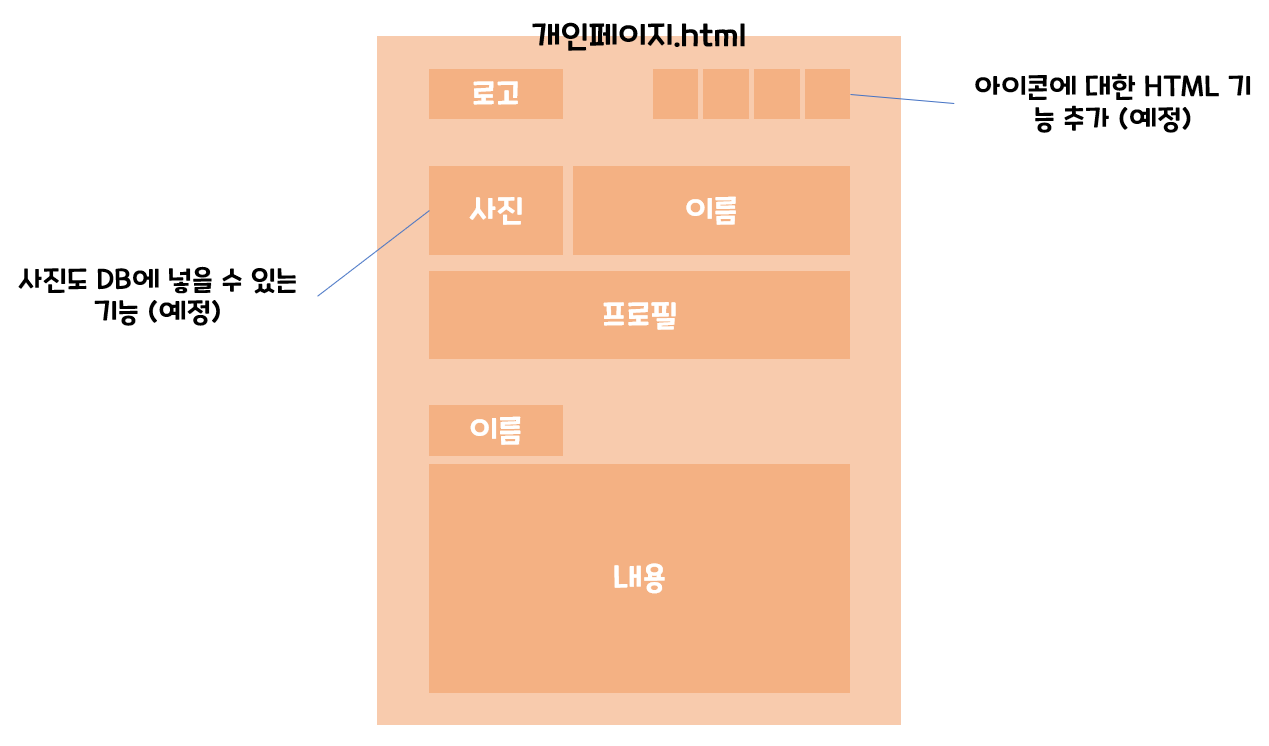 개인페이지.html
로고
아이콘에 대한 HTML 기
능 추가 (예정)
사진
이름
사진도 DB에 넣을 수 있는
기능 (예정)
프로필
이름
내용